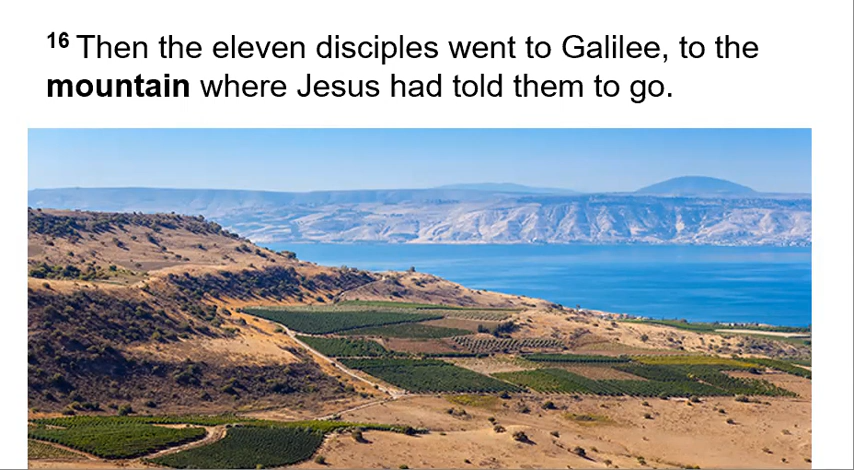 16 Then the eleven disciples went to Galilee, to the
mountain where Jesus had told them to go.